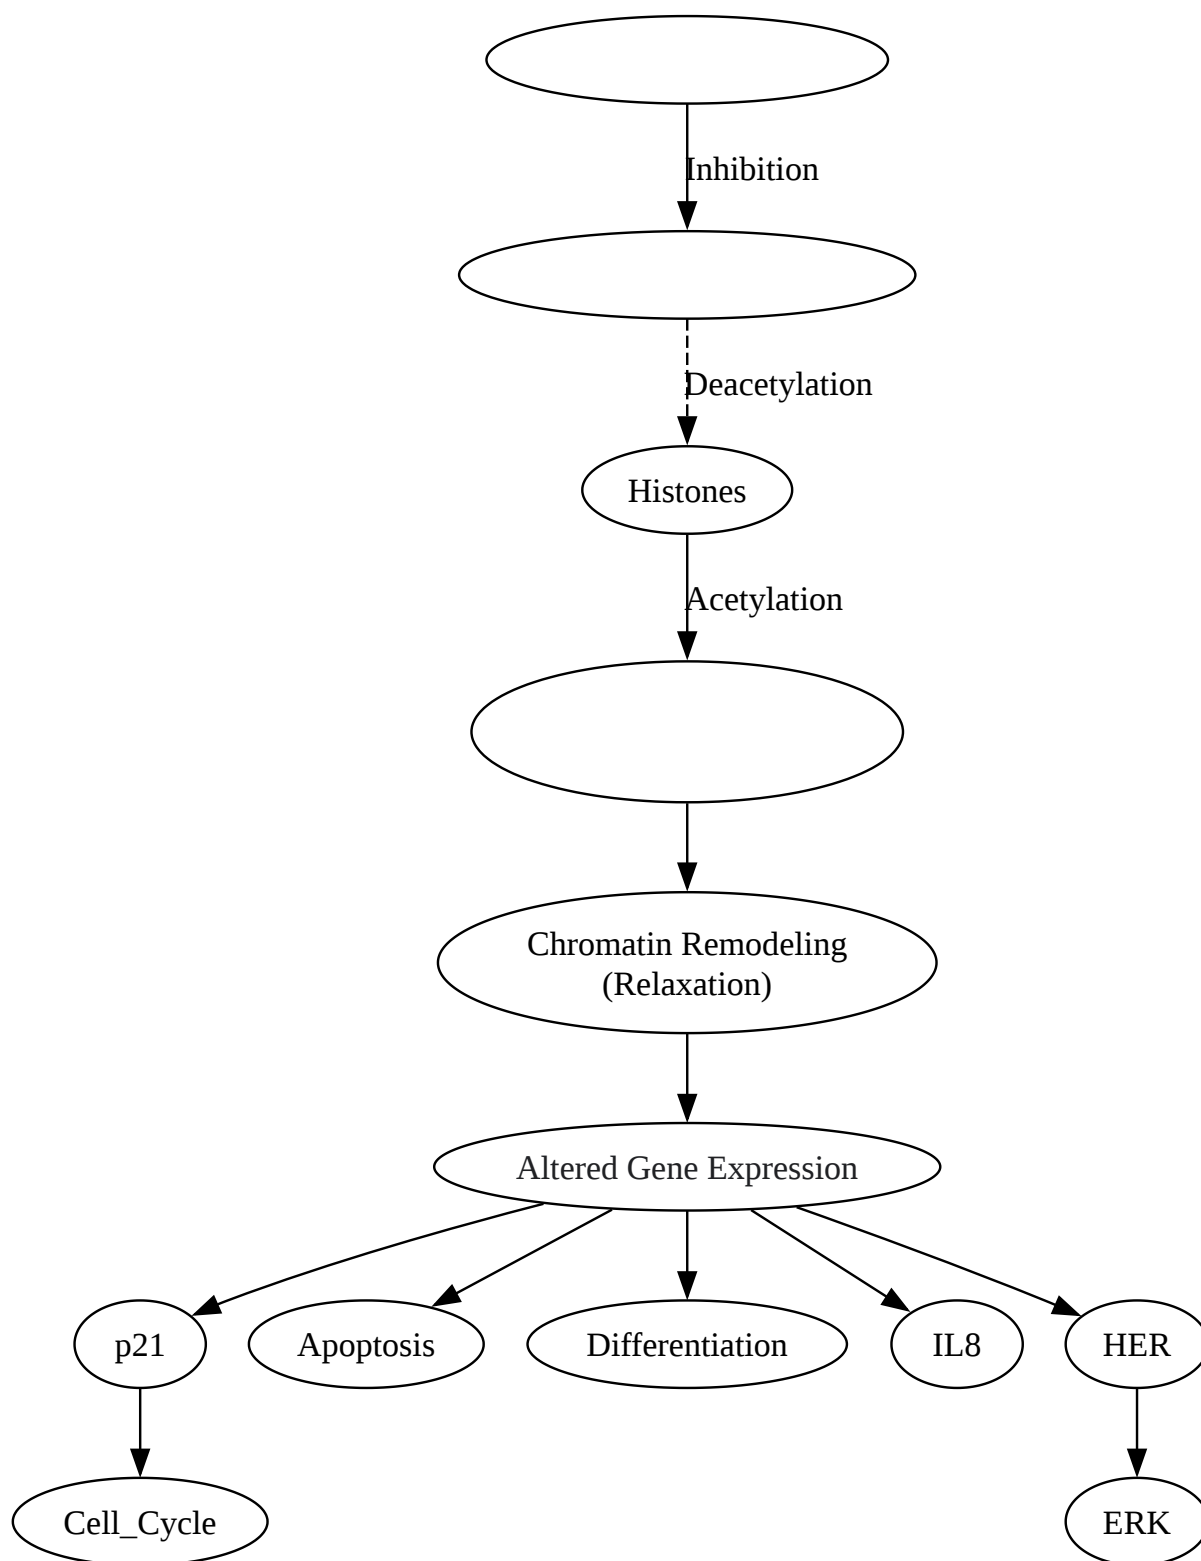 Inhibition
Deacetylation
Histones
Acetylation
Chromatin Remodeling
(Relaxation)
Altered Gene Expression
p21
Apoptosis
Differentiation
IL8
HER
Cell_Cycle
ERK